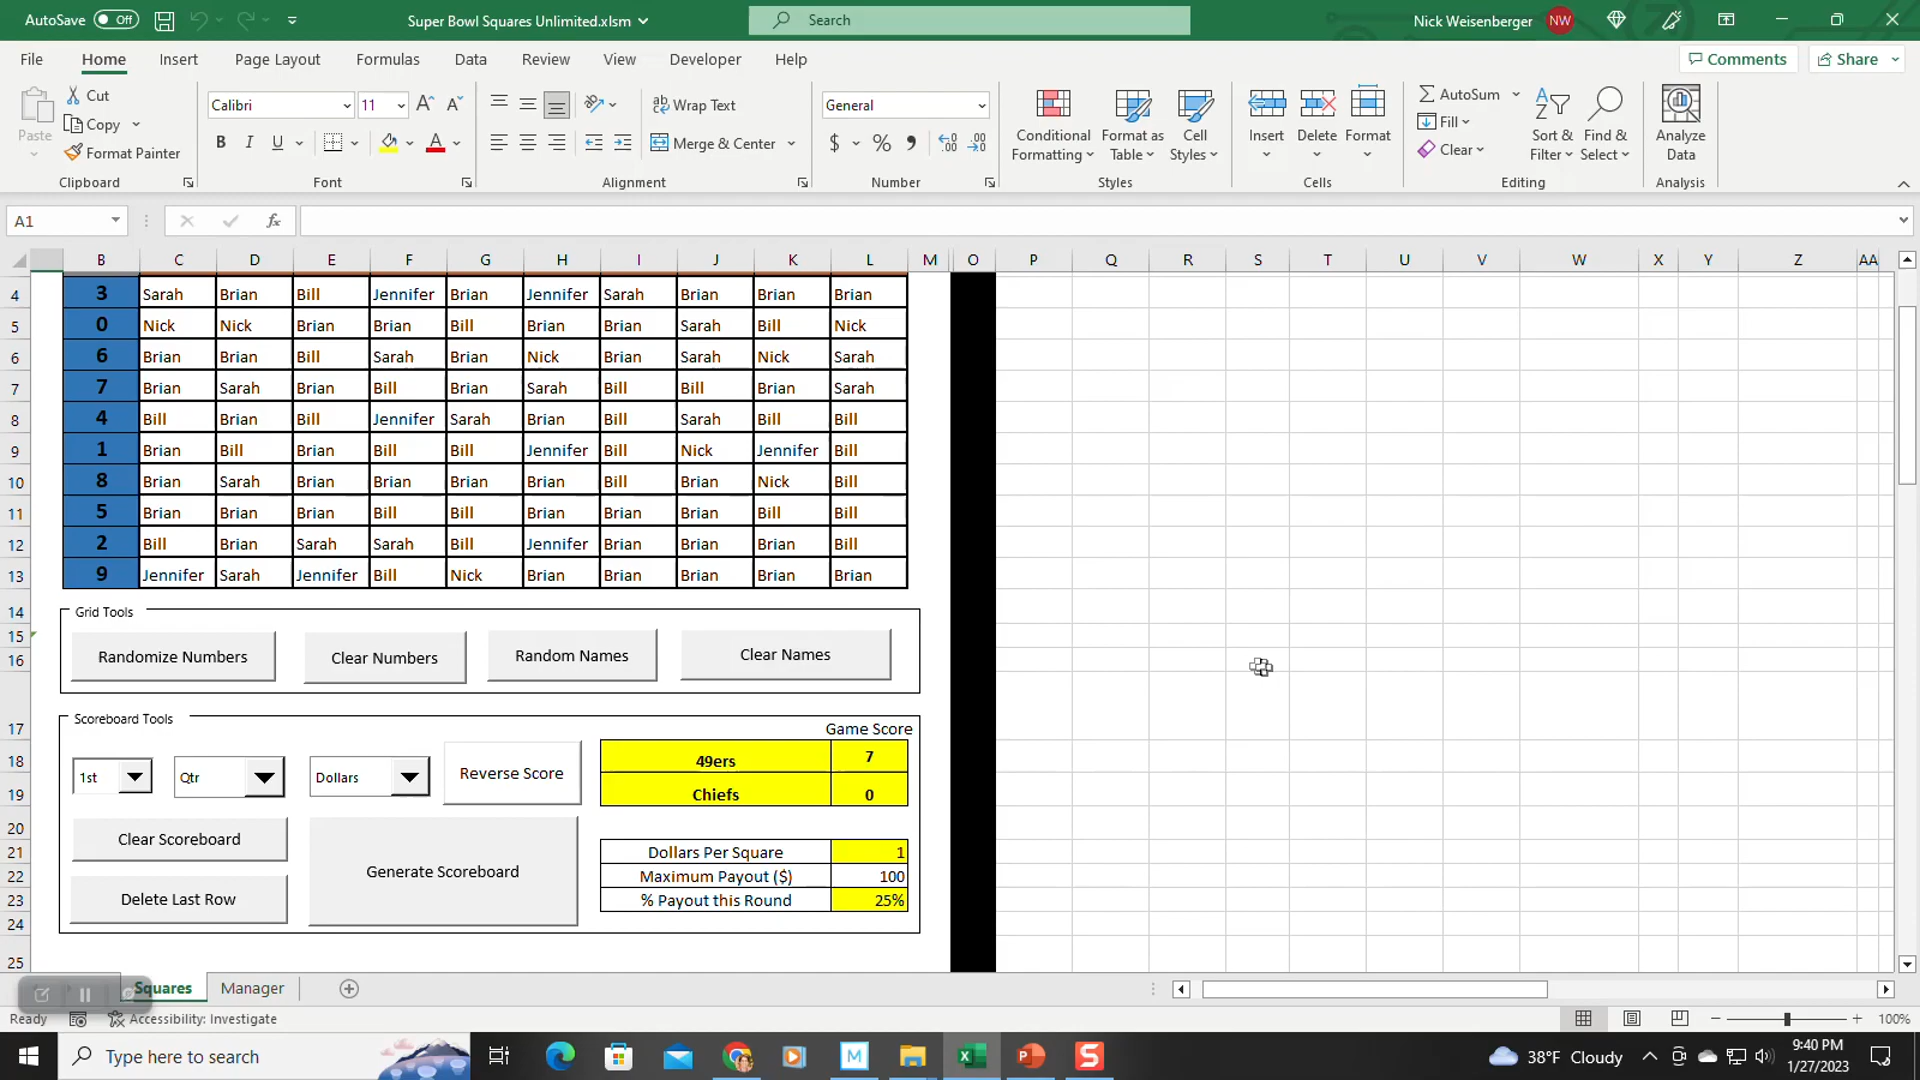 AutoSave Off Super Bowl Squares Unlimited.xlsm Search Nick Weisenberger NW
File Home Insert Page Layout Formulas Data Review View Developer Help Comments Share
Paste Cut Copy Format Painter Clipboard
Calibri 11 A A B I U A Font
ab Wrap Text Merge & Center Alignment
General $ % , Number
Conditional Formatting Format as Table Cell Styles Styles
Insert Delete Format Cells
AutoSum Fill Clear Sort & Filter Find & Select Editing
Analyze Data Analysis
A1 fx
B C D E F G H I J K L M O P Q R S T U V W X Y Z AA
4 3 Sarah Brian Bill Jennifer Brian Jennifer Sarah Brian Brian Brian
5 0 Nick Nick Brian Brian Bill Brian Brian Sarah Bill Nick
6 6 Brian Brian Bill Sarah Brian Nick Brian Sarah Nick Sarah
7 7 Brian Sarah Brian Bill Brian Sarah Bill Bill Brian Sarah
8 4 Bill Brian Bill Jennifer Sarah Brian Bill Sarah Bill Bill
9 1 Brian Bill Brian Bill Bill Jennifer Bill Nick Jennifer Bill
10 8 Brian Sarah Brian Brian Brian Brian Bill Brian Nick Bill
11 5 Brian Brian Brian Bill Bill Brian Brian Brian Bill Bill
12 2 Bill Brian Sarah Sarah Bill Jennifer Brian Brian Brian Bill
13 9 Jennifer Sarah Jennifer Bill Nick Brian Brian Brian Brian Brian
14 Grid Tools
15
16 Randomize Numbers Clear Numbers Random Names Clear Names
Scoreboard Tools
17 Game Score
18 49ers 7
1st Qtr Dollars Reverse Score
19 Chiefs 0
20 Clear Scoreboard
21 Dollars Per Square 1
22 Generate Scoreboard Maximum Payout ($) 100
23 Delete Last Row % Payout this Round 25%
24
25
Squares Manager
Ready Accessibility: Investigate 100%
Type here to search 38°F Cloudy 9:40 PM
1/27/2023